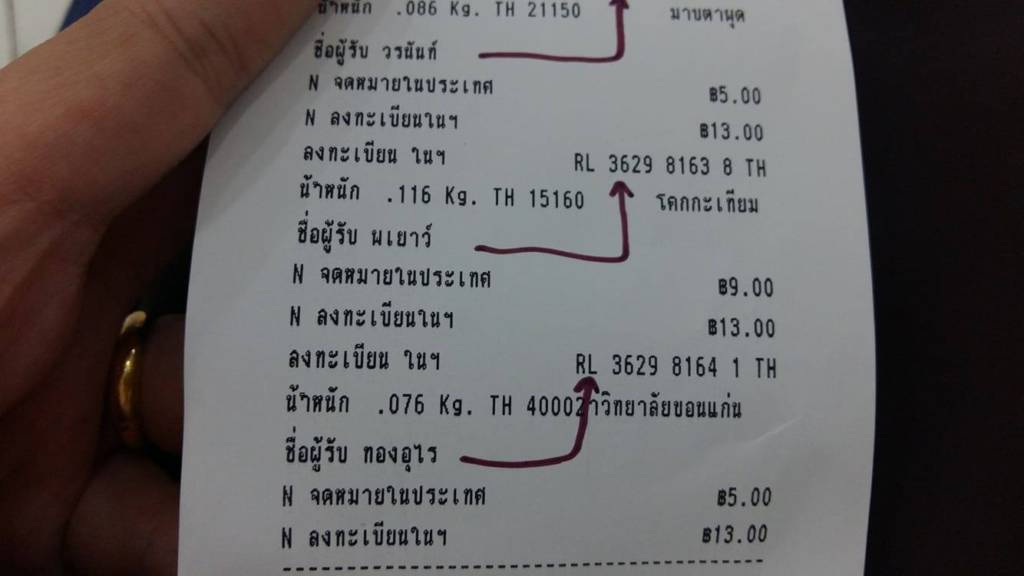 น้ำหนัก .086 Kg. TH 21150 มาบตาพุด
ชื่อผู้รับ วรนันท์
N จดหมายในประเทศ ฿5.00
N ลงทะเบียนในฯ ฿13.00
ลงทะเบียน ในฯ RL 3629 8163 8 TH
น้ำหนัก .116 Kg. TH 15160 โคกกะเทียม
ชื่อผู้รับ พเยาว์
N จดหมายในประเทศ ฿9.00
N ลงทะเบียนในฯ ฿13.00
ลงทะเบียน ในฯ RL 3629 8164 1 TH
น้ำหนัก .076 Kg. TH 40002าวิทยาลัยขอนแก่น
ชื่อผู้รับ ทองอุไร
N จดหมายในประเทศ ฿5.00
N ลงทะเบียนในฯ ฿13.00